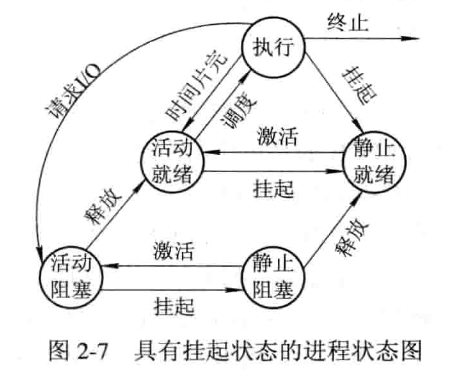 终止
执行
请求I/O
时间片完
调度
挂起
活动
就绪
激活
挂起
静止
就绪
释放
释放
活动
阻塞
激活
挂起
静止
阻塞
图 2-7 具有挂起状态的进程状态图